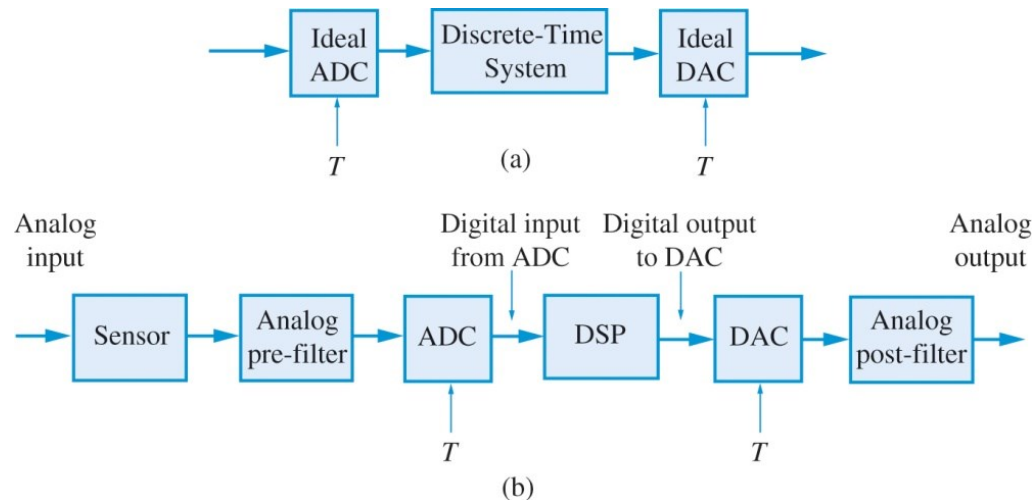 Ideal
ADC
Discrete-Time
System
Ideal
DAC
T
T
(a)
Analog
input
Digital input
from ADC
Digital output
to DAC
Analog
output
Sensor
Analog
pre-filter
ADC
DSP
DAC
Analog
post-filter
T
T
(b)